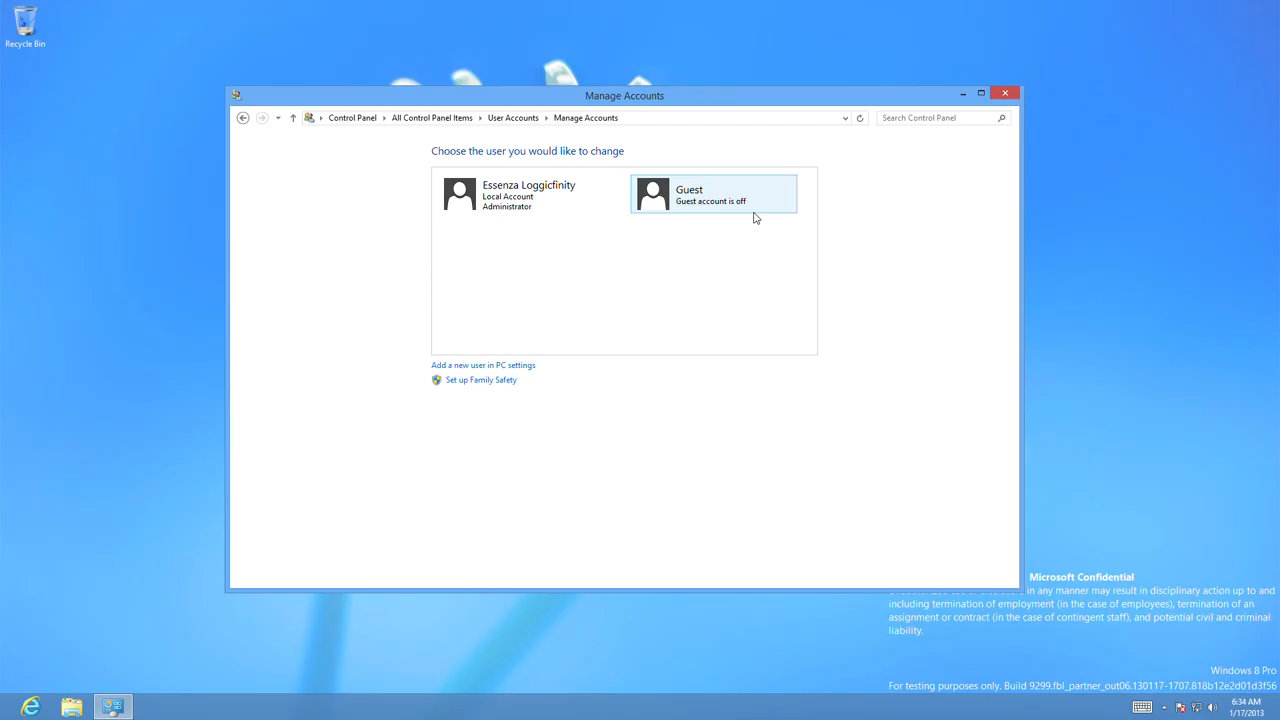 Recycle Bin
Manage Accounts
Control Panel
All Control Panel Items
User Accounts
Manage Accounts
Search Control Panel
Choose the user you would like to change
Essenza Loggicfinity
Local Account
Administrator
Guest
Guest account is off
Add a new user in PC settings
Set up Family Safety
Microsoft Confidential
in any manner may result in disciplinary action up to and
including termination of employment (in the case of employees), termination of an
assignment or contract (in the case of contingent staff), and potential civil and criminal
liability.
Windows 8 Pro
For testing purposes only. Build 9299.fbl_partner_out06.130117-1707.818b12e2d01d3f56
6:34 AM
1/17/2013